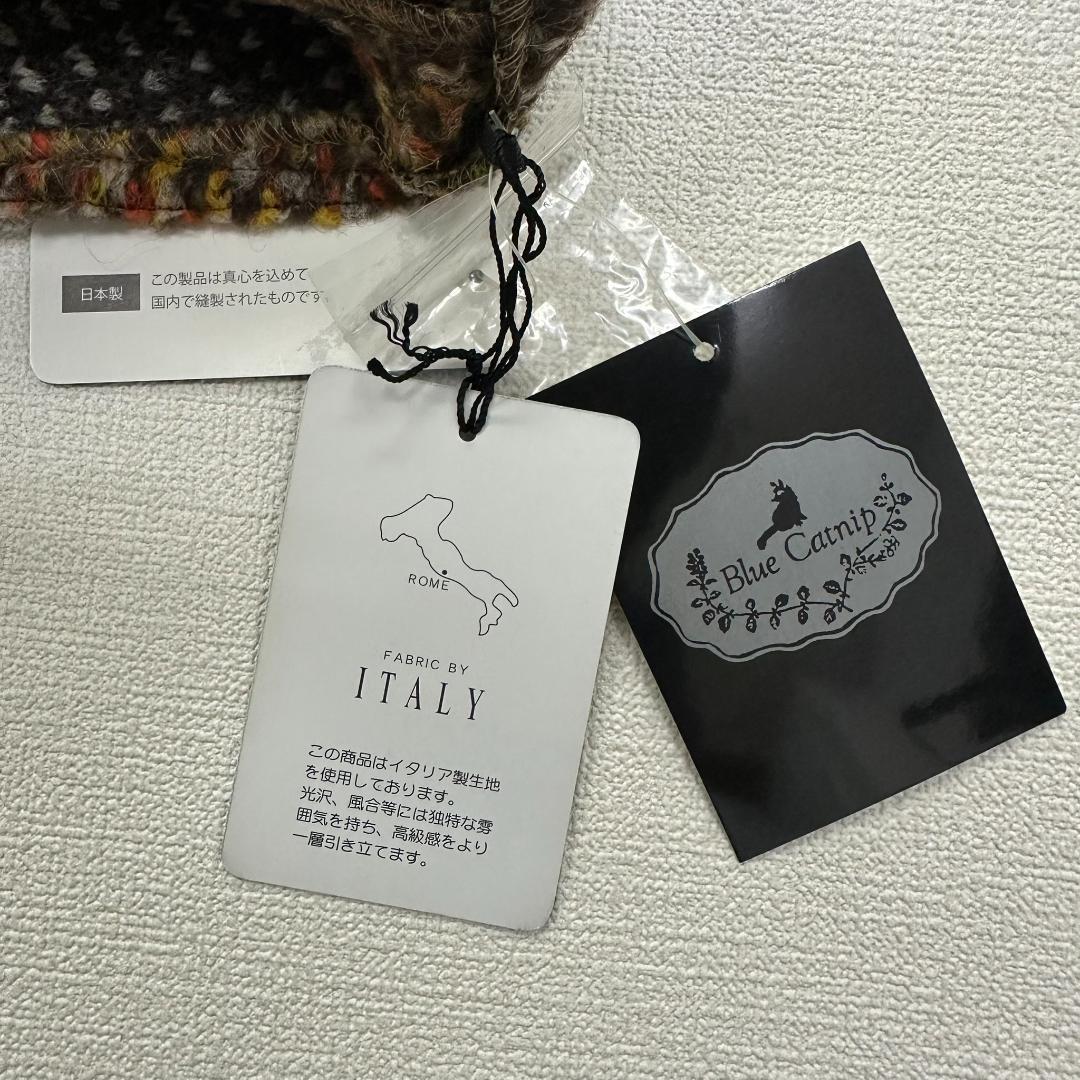 日本製
この製品は真心を込めて
国内で縫製されたものです
ROME
FABRIC BY
ITALY
この商品はイタリア製生地
を使用しております。
光沢、風合等には独特な雰
囲気を持ち、高級感をより
一層引き立てます。
Blue Catnip